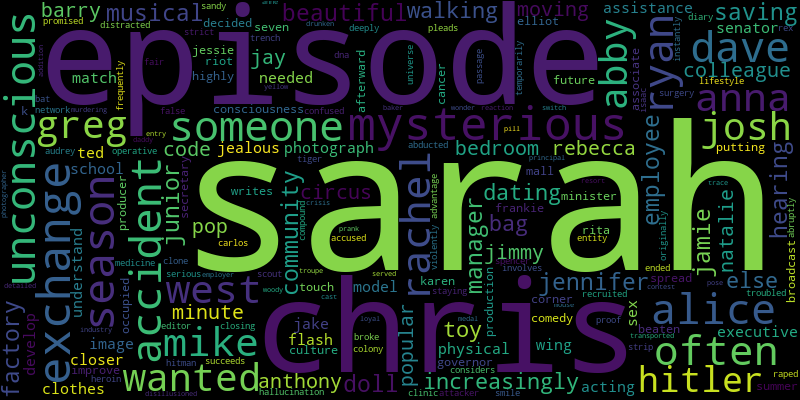 barry musical beautiful walking moving assistance saving
promised distracted decided seven elliot senator
sandy drunken deeply pleads diary rex
episode
unconscious jessie riot jay
strict trench match highly needed
afterward universe cancer passage temporarily future
abby ryan dave colleague
associate isaac instantly lifestyle
addition bat network k murdering frequently fair dna consciousness confused
greg someone mysterious anna josh
false yellow baker wonder reaction switch surgery
entry pill putting
audrey ted operative code jealous photograph abducted bedroom rebecca employee
school secretary tiger principal mall
exchange season accident junior
producer writes circus rachel dating minister
sarah
hearing
photographer understand community manager advantage frankie bag rita entity
pop carlos prank accused violently jimmy jamie natalie
trace originally broadcast abruptly
crisis compound
medicine clone serious employer scout troupe served karen involves ended spread troubled
west touch model staying production jennifer else
factory occupied woody cast recruited contest pose
minute chris alice
develop image editor closing jake popular toy corner sex executive
mike flash culture loyal medal comedy proof beaten transported
industry hitman broke physical wing strip
closer improve succeeds colony considers governor often
detailed clothes heroin wanted anthony doll increasingly hitler
disillusioned hallucination clinic attacker smile acting raped summer